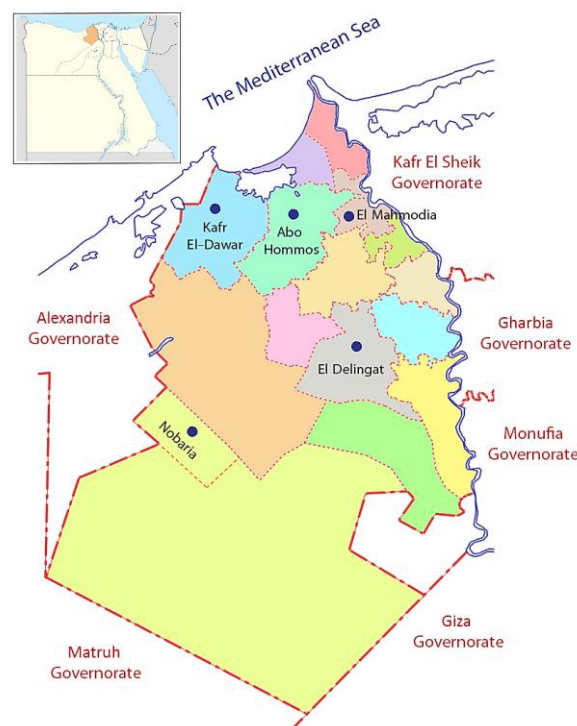 The Mediterranean Sea
Kafr El Sheik
Governorate
Kafr
El-Dawar
Abo
Hommos
El Mahmodia
Alexandria
Governorate
Gharbia
Governorate
El Delingat
Nobaria
Monufia
Governorate
Giza
Governorate
Matruh
Governorate